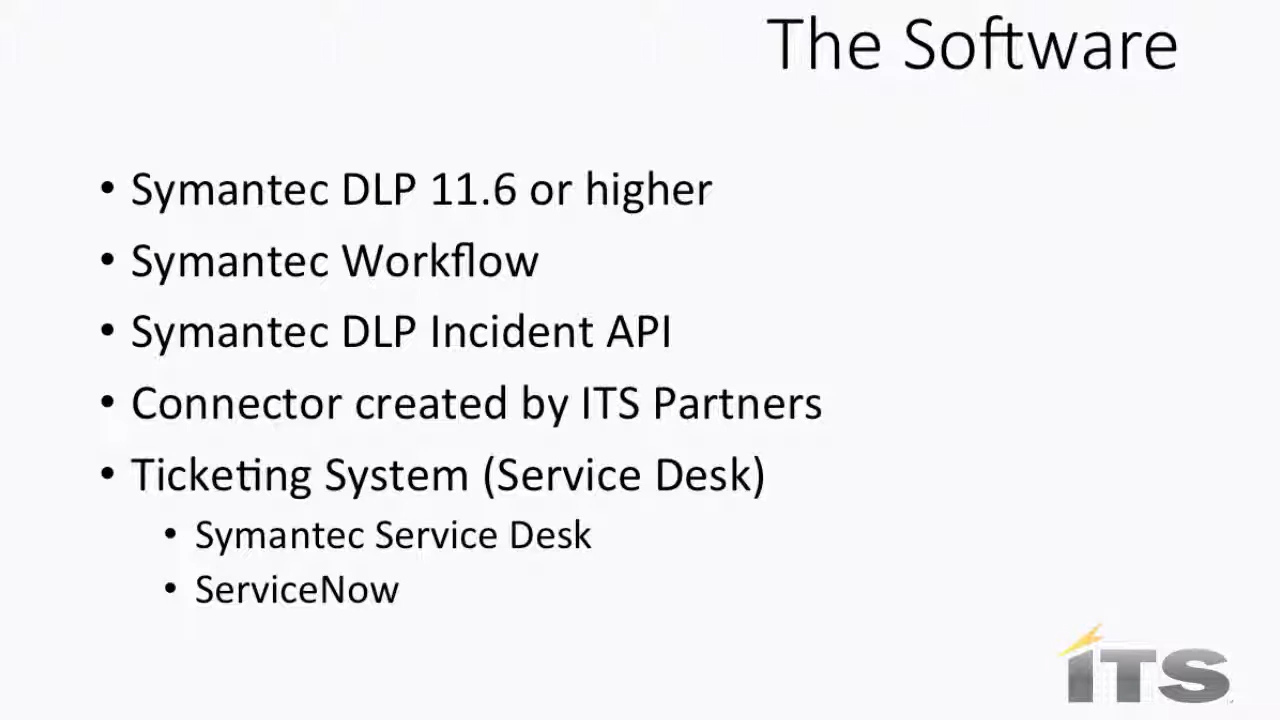 The Software
• Symantec DLP 11.6 or higher
• Symantec Workflow
• Symantec DLP Incident API
• Connector created by ITS Partners
• Ticketing System (Service Desk)
• Symantec Service Desk
• ServiceNow
iTS